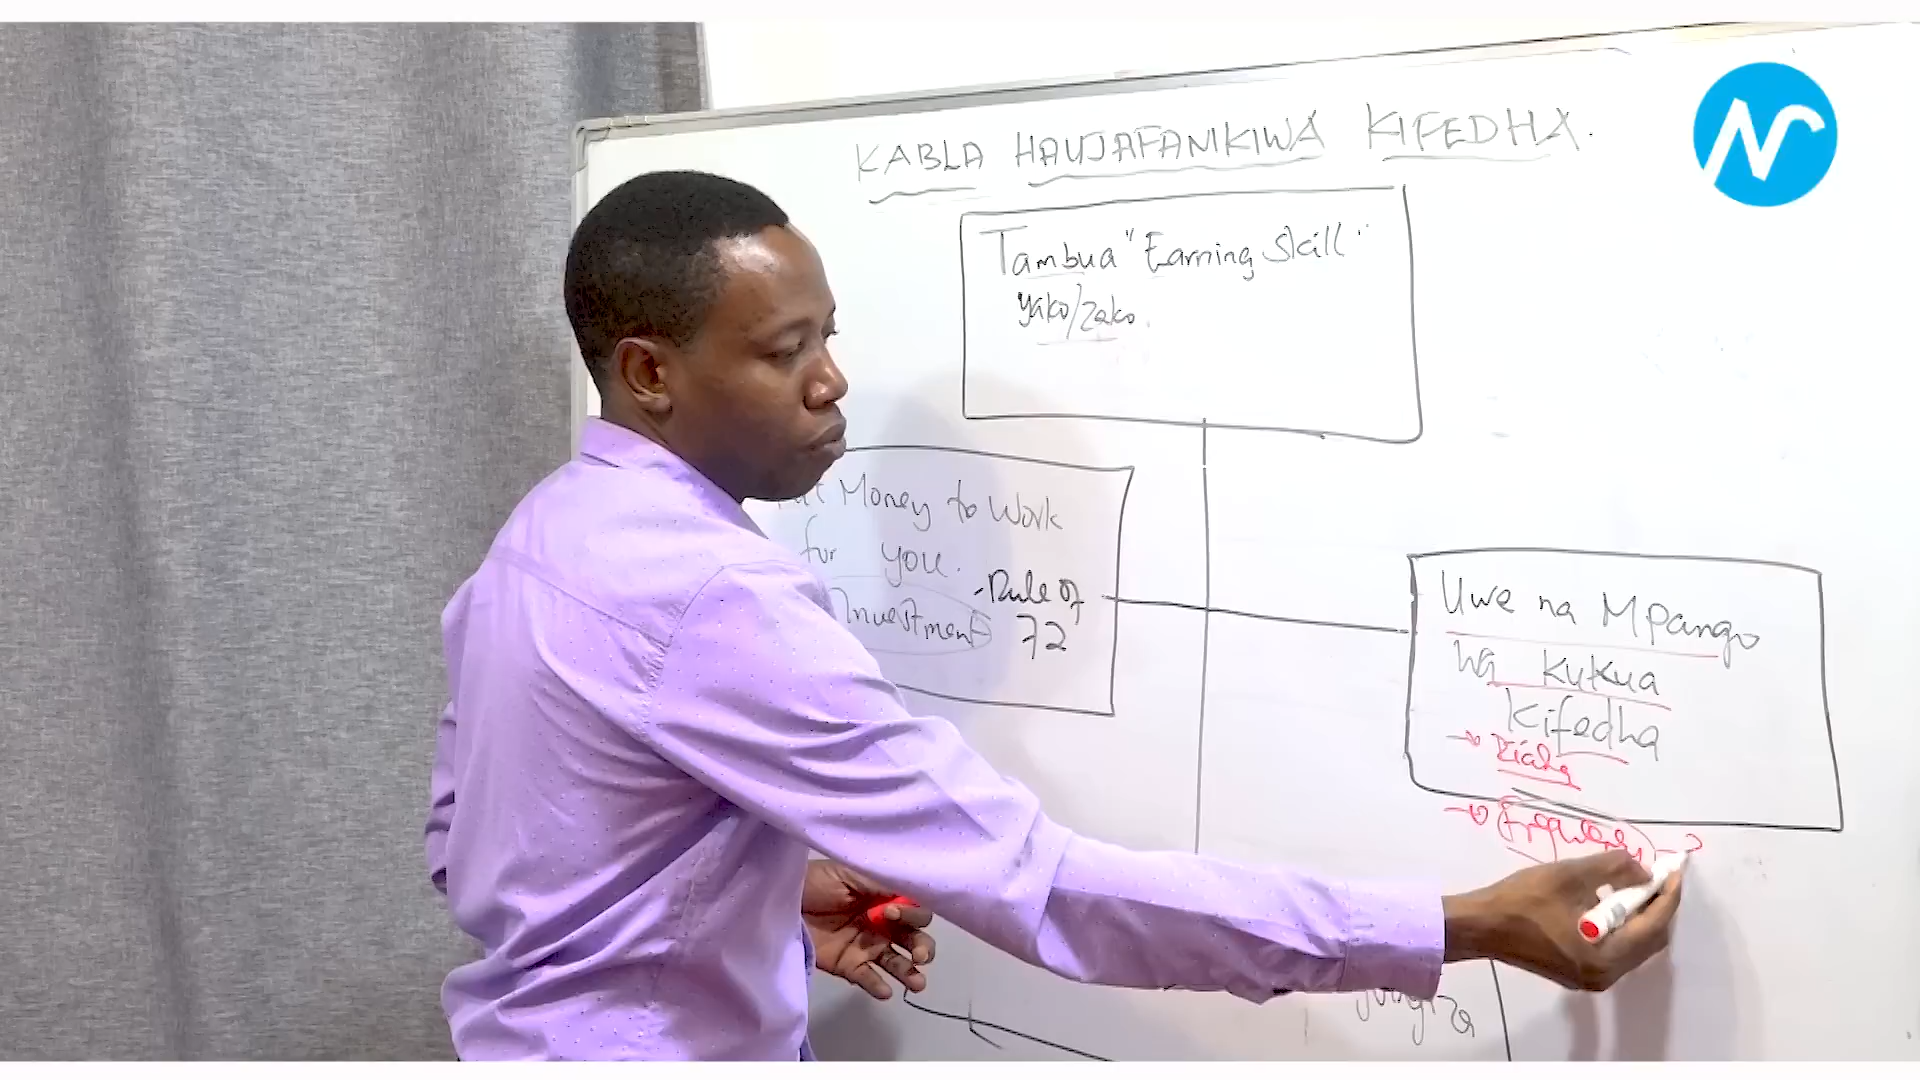 KABLA HAUJAFANIKIWA KIFEDHA.
Tambua "Earning Skill"
yako/zako.
Money to Work
for you.
Investment
- Rule of
72
Uwe na Mpango
wa kukua
kifedha
→ Kiasi
→ Frequency